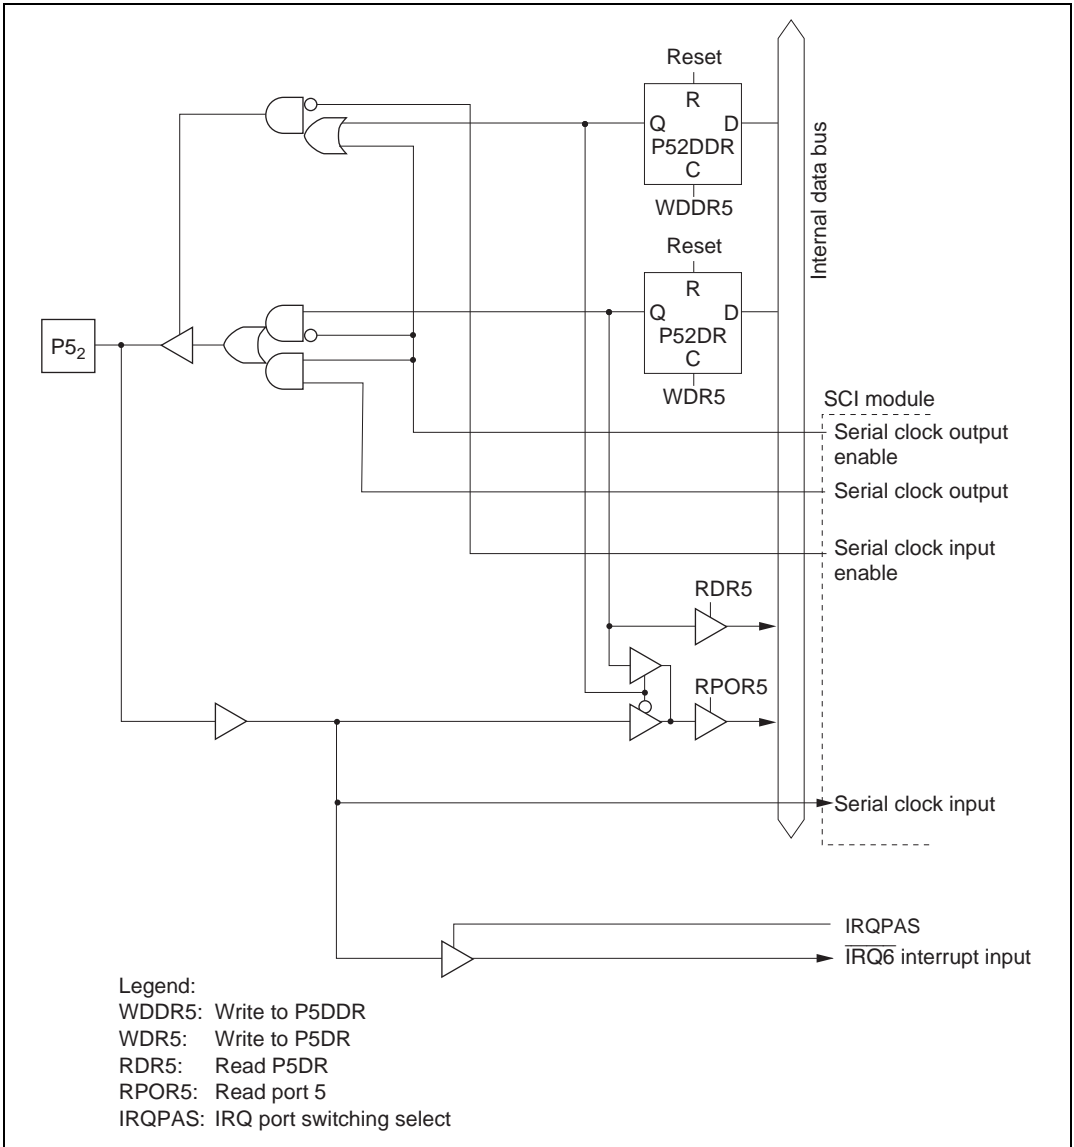 Reset
R
Q D
P52DDR
C
WDDR5
Internal data bus
Reset
R
Q D
P52DR
C
WDR5
P5₂
SCI module
Serial clock output
enable
Serial clock output
Serial clock input
enable
RDR5
RPOR5
Serial clock input
IRQPAS
I̅R̅Q̅6̅ interrupt input
Legend:
WDDR5: Write to P5DDR
WDR5: Write to P5DR
RDR5: Read P5DR
RPOR5: Read port 5
IRQPAS: IRQ port switching select